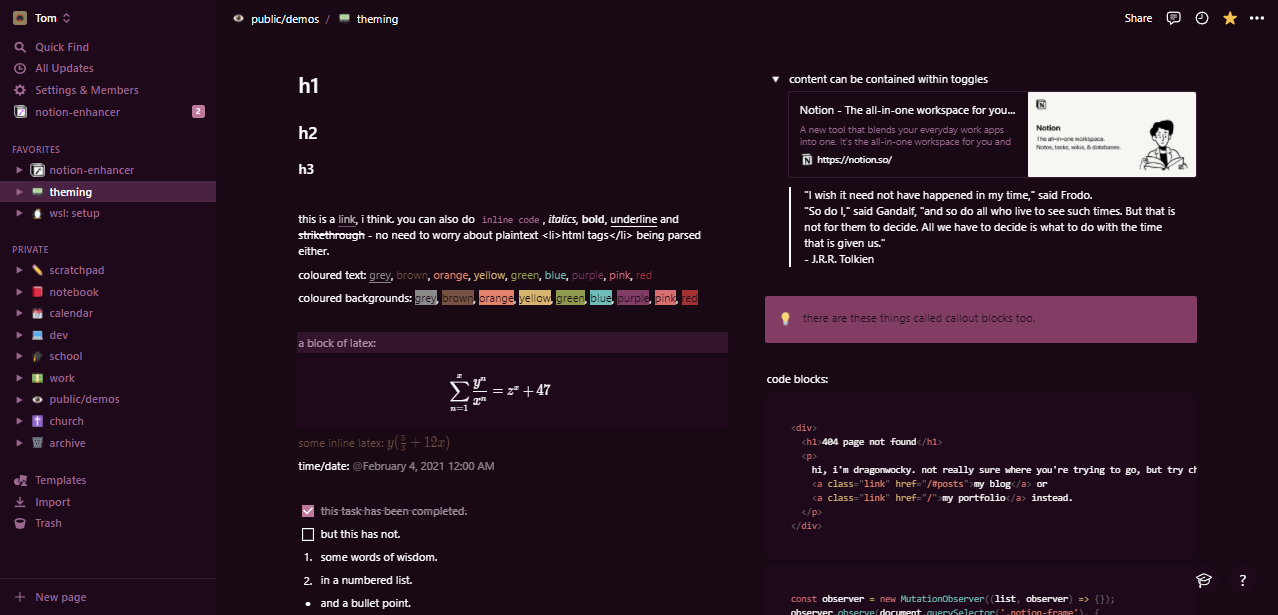 Tom
Quick Find
All Updates
Settings & Members
notion-enhancer 2
FAVORITES
notion-enhancer
theming
wsl: setup
PRIVATE
scratchpad
notebook
calendar
dev
school
work
public/demos
church
archive
Templates
Import
Trash
New page
public/demos / theming
Share
h1
h2
h3
this is a link, i think. you can also do inline code, italics, bold, underline and
strikethrough - no need to worry about plaintext <li>html tags</li> being parsed
either.
coloured text: grey, brown, orange, yellow, green, blue, purple, pink, red
coloured backgrounds: grey, brown, orange, yellow, green, blue, purple, pink, red
a block of latex:
∑ n=1 x yⁿ/xⁿ = zˣ + 47
some inline latex: y(5/3 + 12x)
time/date: @February 4, 2021 12:00 AM
this task has been completed.
but this has not.
1. some words of wisdom.
2. in a numbered list.
• and a bullet point.
content can be contained within toggles
Notion - The all-in-one workspace for you...
A new tool that blends your everyday work apps
into one. It's the all-in-one workspace for you and
https://notion.so/
Notion
The all-in-one workspace.
Notes, tasks, wikis, & databases.
"I wish it need not have happened in my time," said Frodo.
"So do I," said Gandalf, "and so do all who live to see such times. But that is
not for them to decide. All we have to decide is what to do with the time
that is given us."
- J.R.R. Tolkien
there are these things called callout blocks too.
code blocks:
<div>
<h1>404 page not found</h1>
<p>
hi, i'm dragonwocky. not really sure where you're trying to go, but try ch
<a class="link" href="/#posts">my blog</a> or
<a class="link" href="/">my portfolio</a> instead.
</p>
</div>
const observer = new MutationObserver((list, observer) => {});
observer.observe(document.querySelector('.notion-frame'), {
?